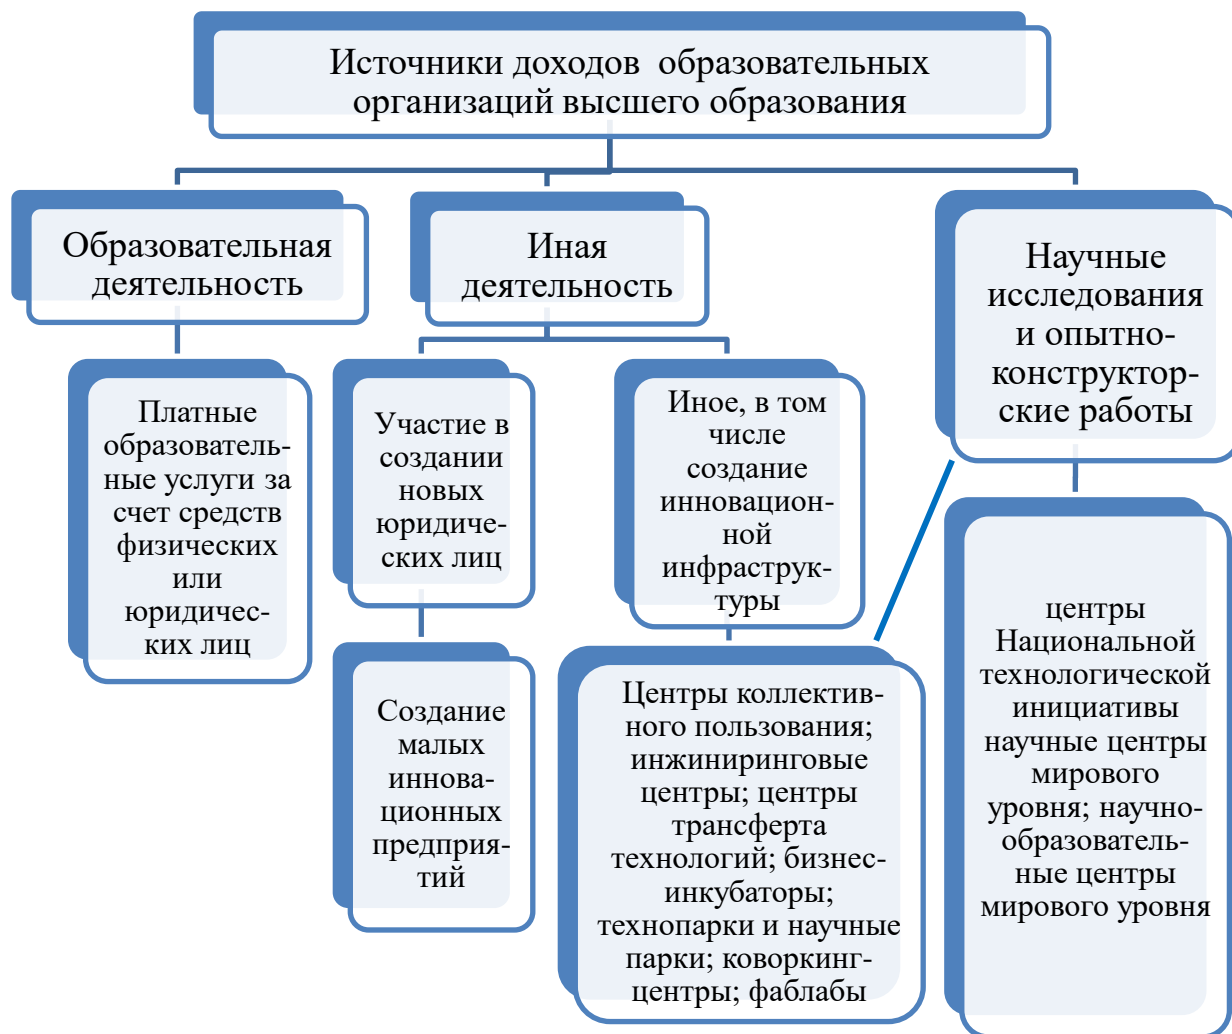 Источники доходов образовательных
организаций высшего образования
Образовательная
деятельность
Иная
деятельность
Научные
исследования
и опытно-
конструктор-
ские работы
Платные
образователь-
ные услуги за
счет средств
физических
или
юридичес-
ких лиц
Участие в
создании
новых
юридиче-
ских лиц
Иное, в том
числе
создание
инновацион-
ной
инфраструк-
туры
Создание
малых
иннова-
ционных
предприя-
тий
Центры коллектив-
ного пользования;
инжиниринговые
центры; центры
трансферта
технологий; бизнес-
инкубаторы;
технопарки и научные
парки; коворкинг-
центры; фаблабы
центры
Национальной
технологической
инициативы
научные центры
мирового
уровня; научно-
образователь-
ные центры
мирового уровня